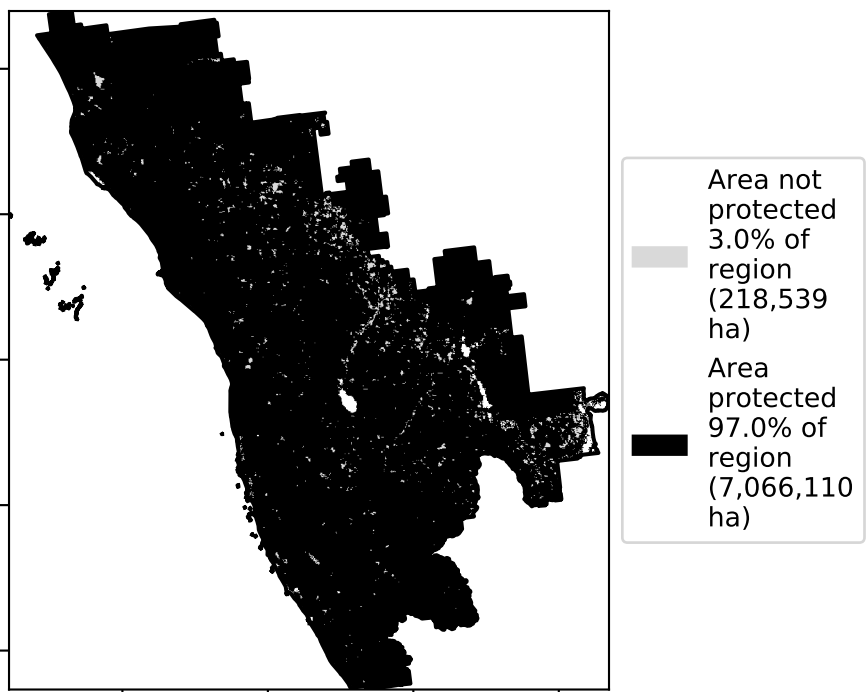 Area not
protected
3.0% of
region
(218,539
ha)
Area
protected
97.0% of
region
(7,066,110
ha)